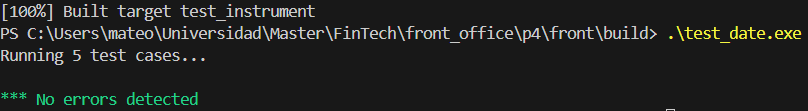 [100%] Built target test_instrument
PS C:\Users\mateo\Universidad\Master\FinTech\front_office\p4\front\build> .\test_date.exe
Running 5 test cases...
*** No errors detected